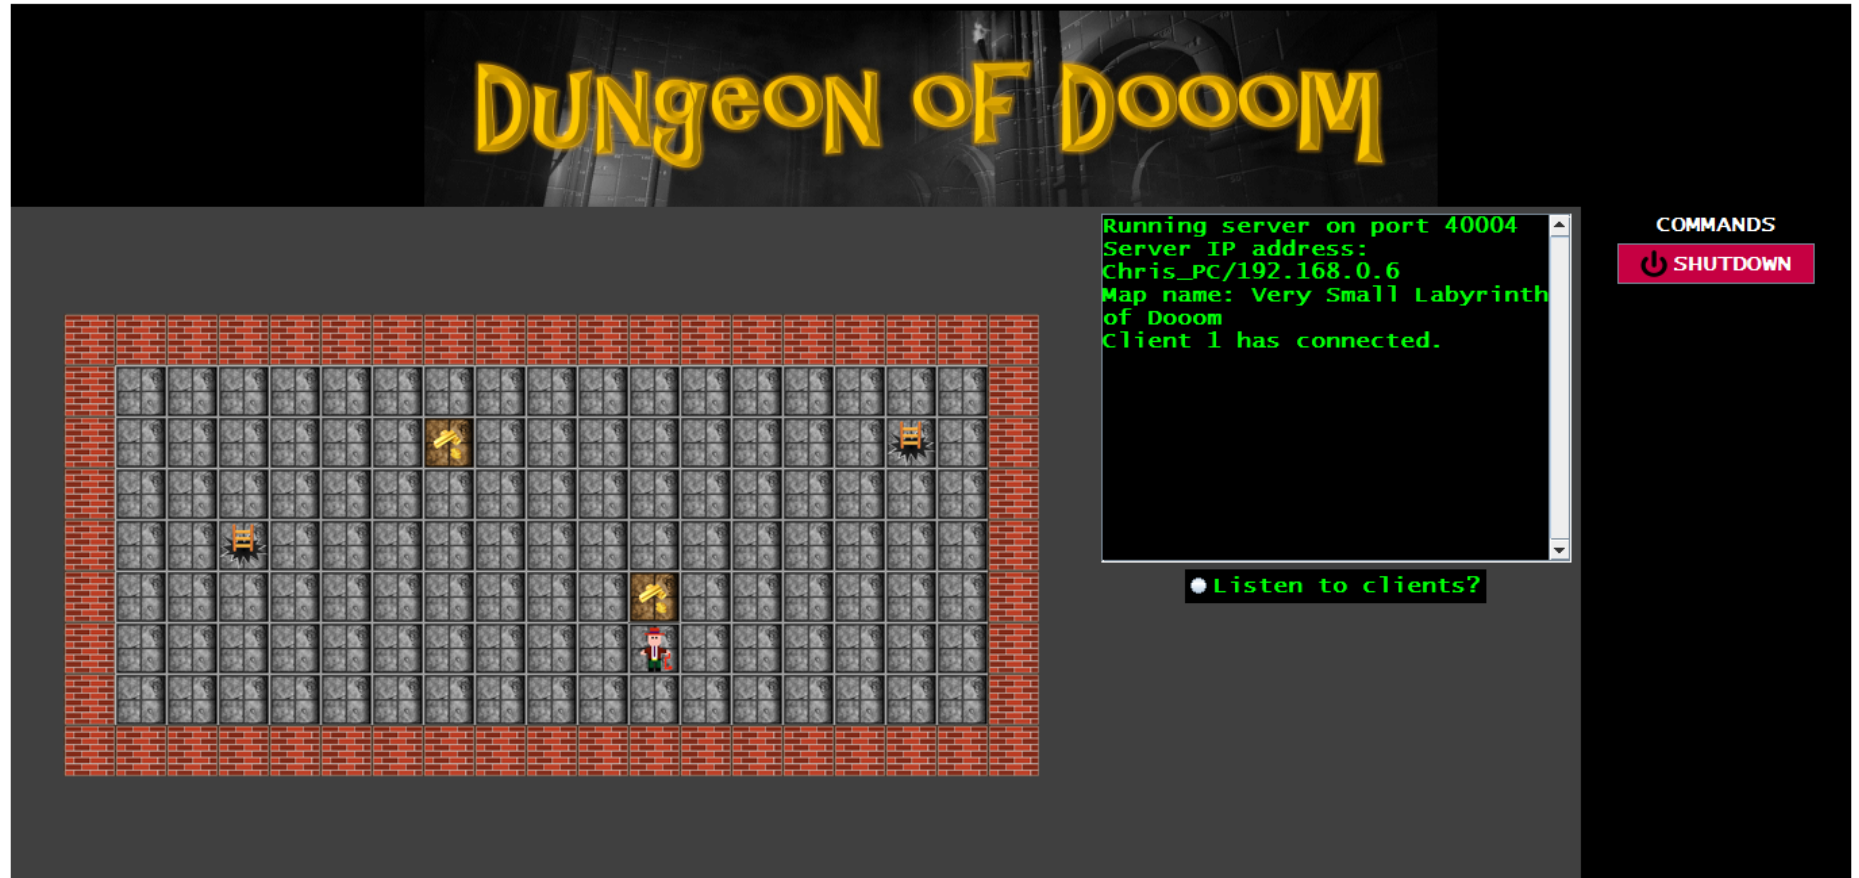 DUNgeON OF DOOOM
Running server on port 40004
Server IP address:
Chris_PC/192.168.0.6
Map name: Very Small Labyrinth
of Dooom
Client 1 has connected.
Listen to clients?
COMMANDS
SHUTDOWN